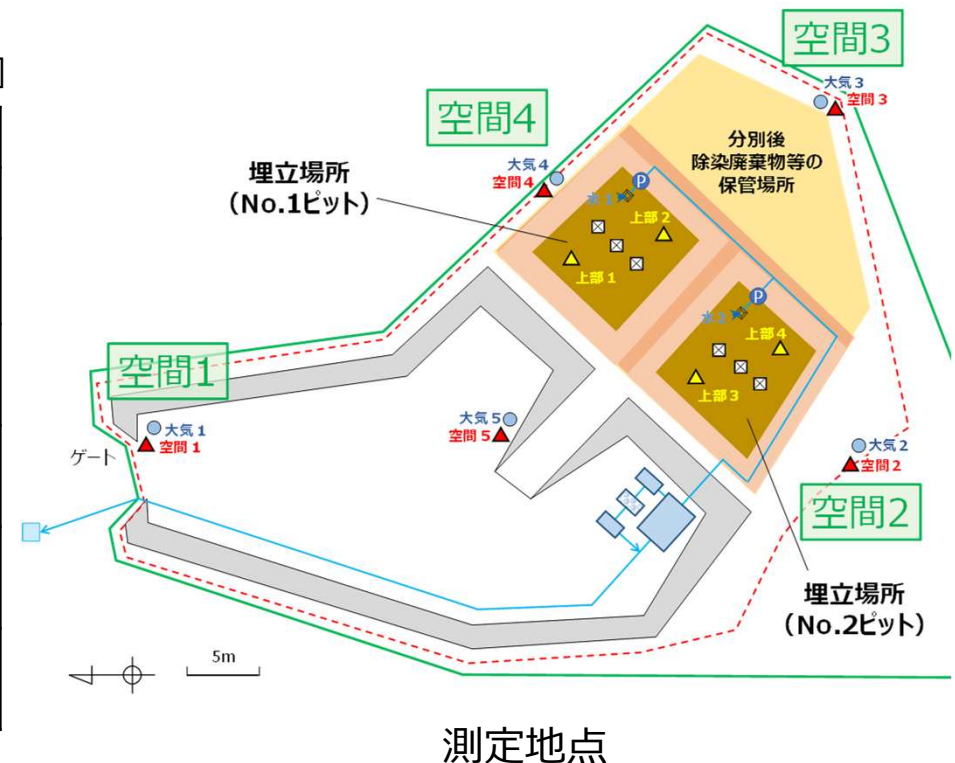 空間3
大気3
空間3
空間4
大気4
空間4
分別後
除染廃棄物等の
保管場所
埋立場所
(No.1ピット)
P
水1
上部2
上部1
P
水2
上部4
上部3
空間1
大気1
空間1
ゲート
大気5
空間5
大気2
空間2
空間2
埋立場所
(No.2ピット)
5m
測定地点